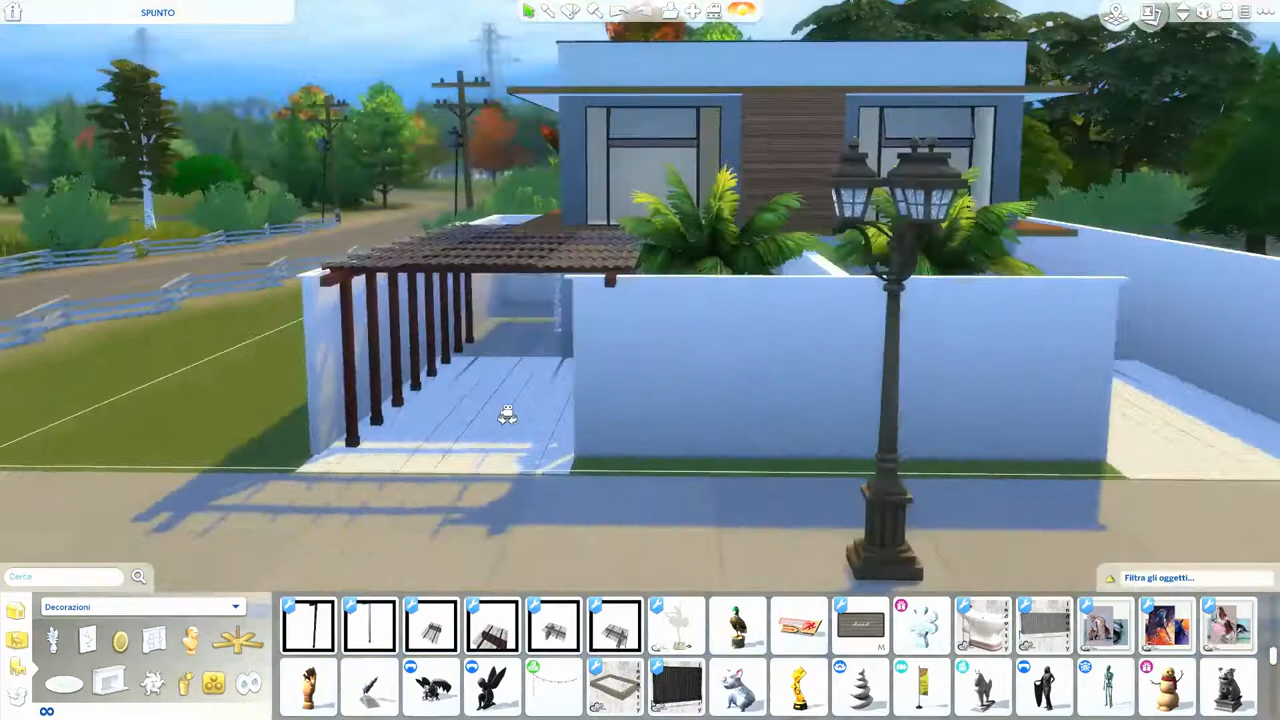 SPUNTO
Cerca
Filtra gli oggetti...
Decorazioni
M